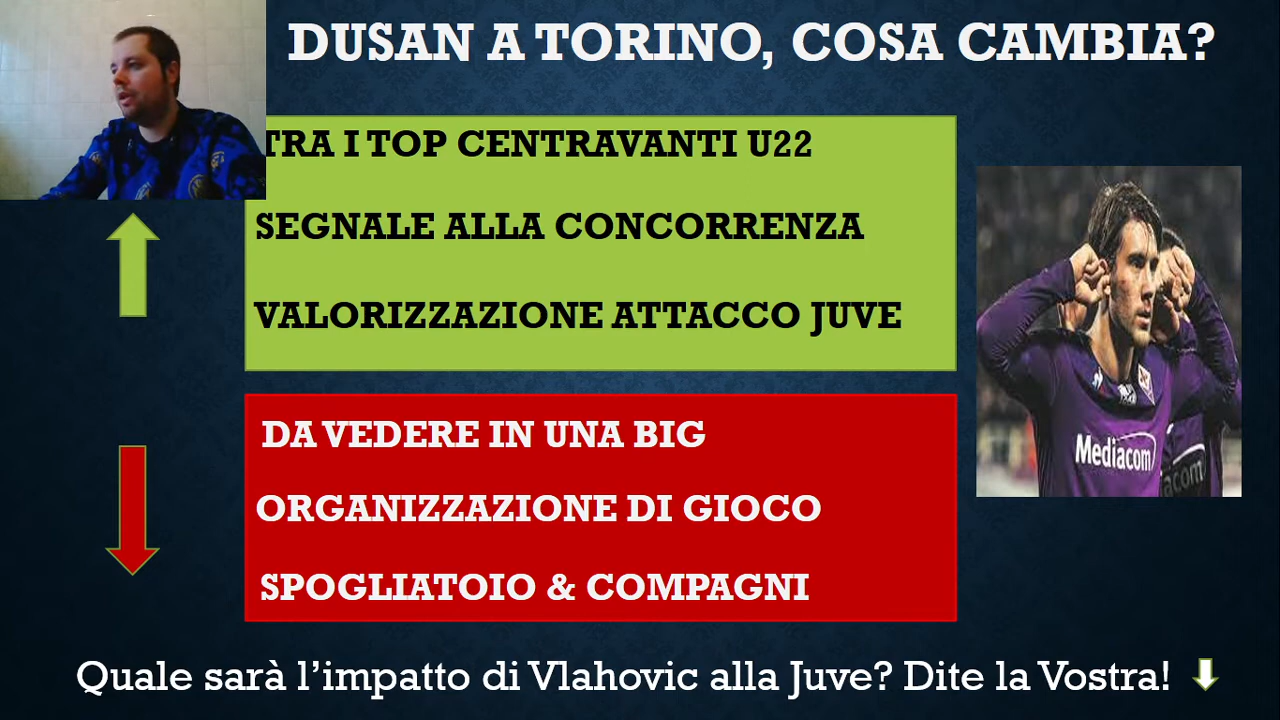 DUSAN A TORINO, COSA CAMBIA?
TRA I TOP CENTRAVANTI U22
SEGNALE ALLA CONCORRENZA
VALORIZZAZIONE ATTACCO JUVE
DA VEDERE IN UNA BIG
ORGANIZZAZIONE DI GIOCO
SPOGLIATOIO & COMPAGNI
Mediacom
acom
Quale sarà l'impatto di Vlahovic alla Juve? Dite la Vostra!